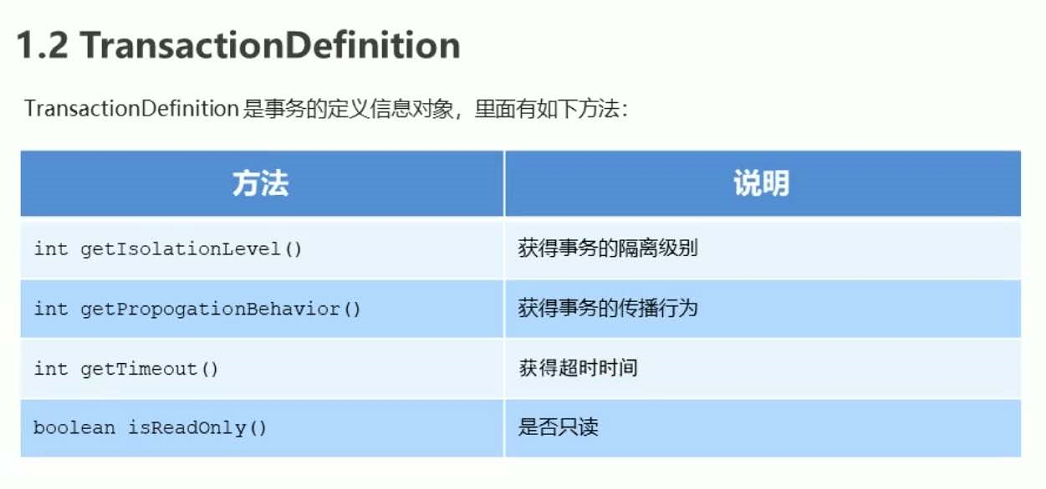 1.2 TransactionDefinition
TransactionDefinition 是事务的定义信息对象，里面有如下方法：
方法 说明
int getIsolationLevel() 获得事务的隔离级别
int getPropogationBehavior() 获得事务的传播行为
int getTimeout() 获得超时时间
boolean isReadOnly() 是否只读